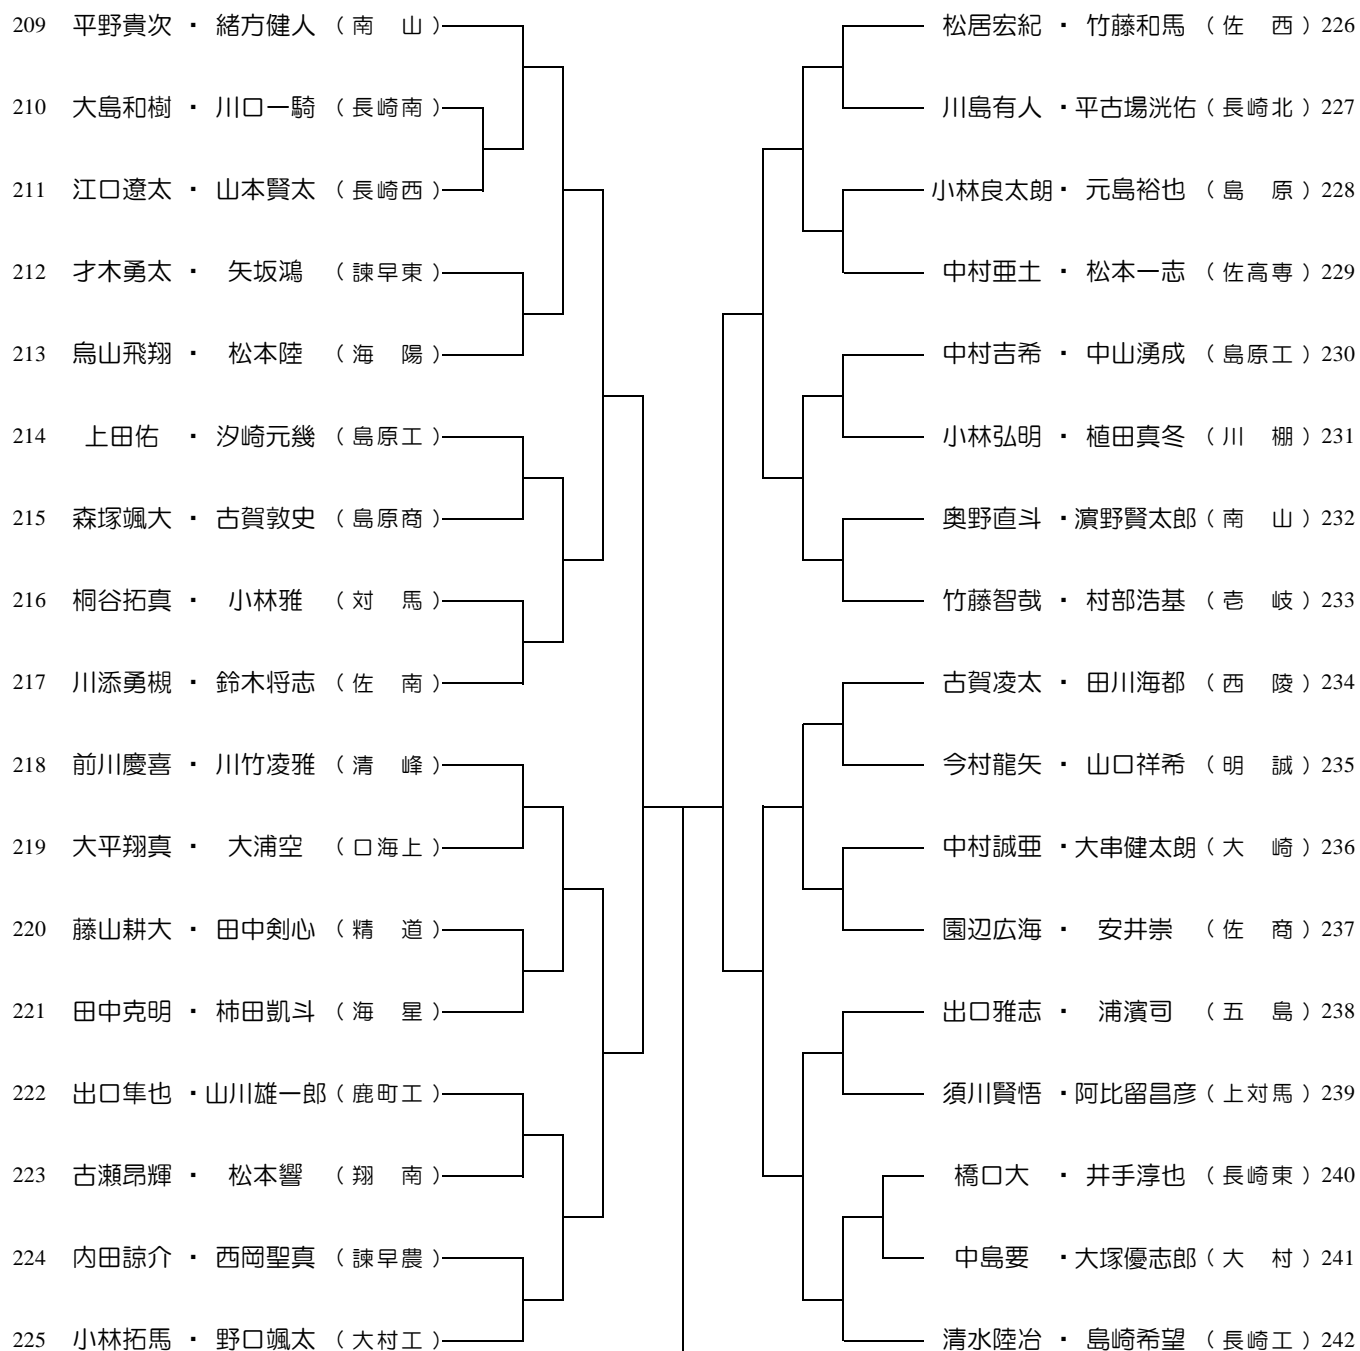 209 平野貴次 ・ 緒方健人 （南　山）
210 大島和樹 ・ 川口一騎 （長崎南）
211 江口遼太 ・ 山本賢太 （長崎西）
212 才木勇太 ・ 矢坂鴻 （諫早東）
213 烏山飛翔 ・ 松本陸 （海　陽）
214 上田佑 ・ 汐崎元幾 （島原工）
215 森塚颯大 ・ 古賀敦史 （島原商）
216 桐谷拓真 ・ 小林雅 （対　馬）
217 川添勇槻 ・ 鈴木将志 （佐　南）
218 前川慶喜 ・ 川竹凌雅 （清　峰）
219 大平翔真 ・ 大浦空 （口海上）
220 藤山耕大 ・ 田中剣心 （精　道）
221 田中克明 ・ 柿田凱斗 （海　星）
222 出口隼也 ・山川雄一郎（鹿町工）
223 古瀬昂輝 ・ 松本響 （翔　南）
224 内田諒介 ・ 西岡聖真 （諫早農）
225 小林拓馬 ・ 野口颯太 （大村工）
松居宏紀 ・ 竹藤和馬 （佐　西）226
川島有人 ・平古場洸佑（長崎北）227
小林良太朗・ 元島裕也 （島　原）228
中村亜土 ・ 松本一志 （佐高専）229
中村吉希 ・ 中山湧成 （島原工）230
小林弘明 ・ 植田真冬 （川　棚）231
奥野直斗 ・濵野賢太郎（南　山）232
竹藤智哉 ・ 村部浩基 （壱　岐）233
古賀凌太 ・ 田川海都 （西　陵）234
今村龍矢 ・ 山口祥希 （明　誠）235
中村誠亜 ・大串健太朗（大　崎）236
園辺広海 ・ 安井崇 （佐　商）237
出口雅志 ・ 浦濱司 （五　島）238
須川賢悟 ・阿比留昌彦（上対馬）239
橋口大 ・ 井手淳也 （長崎東）240
中島要 ・大塚優志郎（大　村）241
清水陸冶 ・ 島崎希望 （長崎工）242